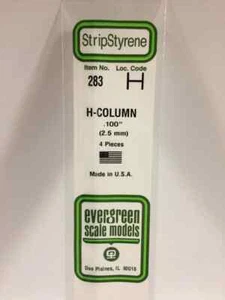 StripStyrene
Item No. Loc. Code
283 H
H-COLUMN
.100"
(2.5 mm)
4 Pieces
Made in U.S.A.
evergreen
scale models
Des Plaines, IL 60018